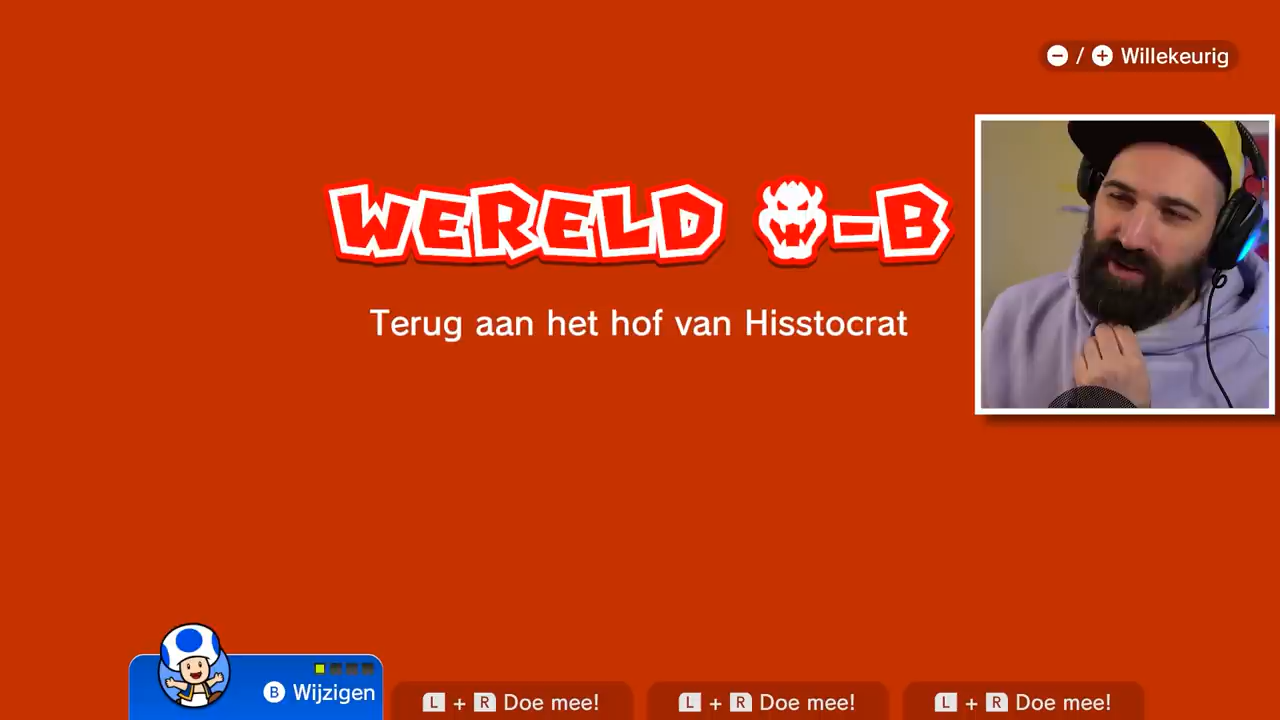 - / + Willekeurig
WERELD -B
Terug aan het hof van Hisstocrat
B Wijzigen
L + R Doe mee!
L + R Doe mee!
L + R Doe mee!